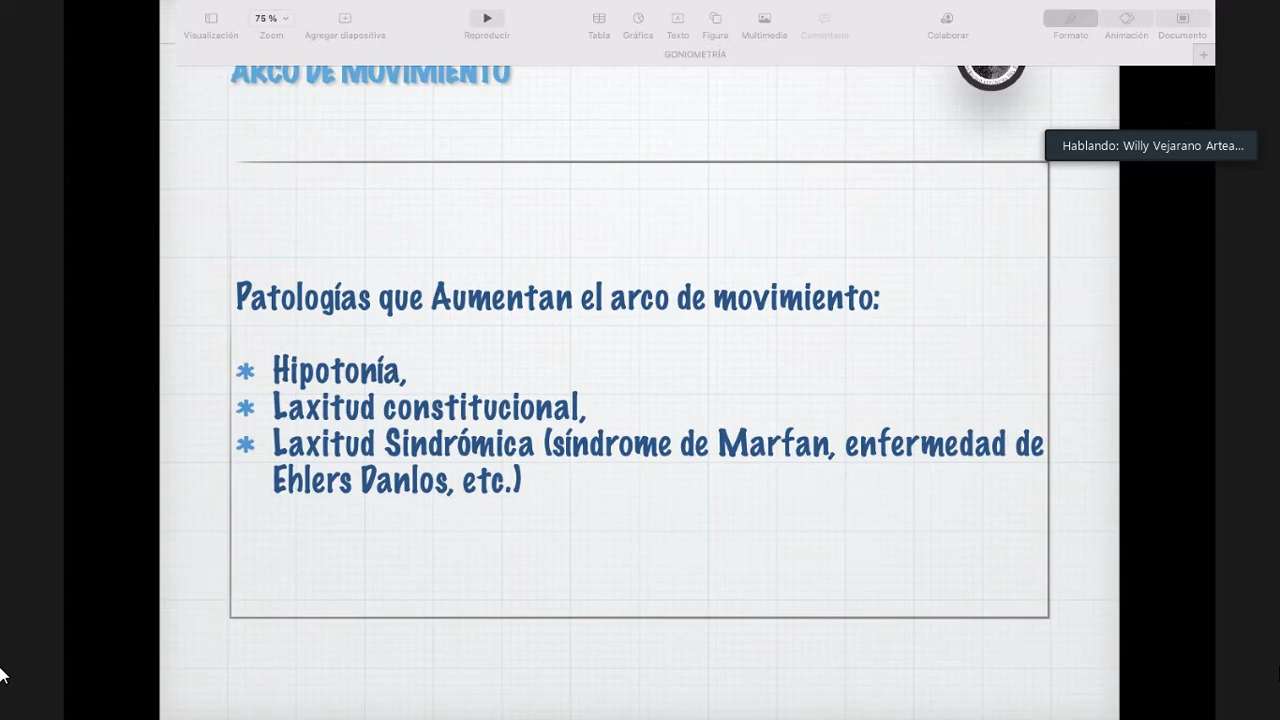 75 %
Visualización Zoom Agregar diapositiva Reproducir Tabla Gráfica Texto Figura Multimedia Comentario Colaborar Formato Animación Documento
GONIOMETRÍA
ARCO DE MOVIMIENTO
Hablando: Willy Vejarano Artea...
Patologías que Aumentan el arco de movimiento:
* Hipotonía,
* Laxitud constitucional,
* Laxitud Sindrómica (síndrome de Marfan, enfermedad de
Ehlers Danlos, etc.)